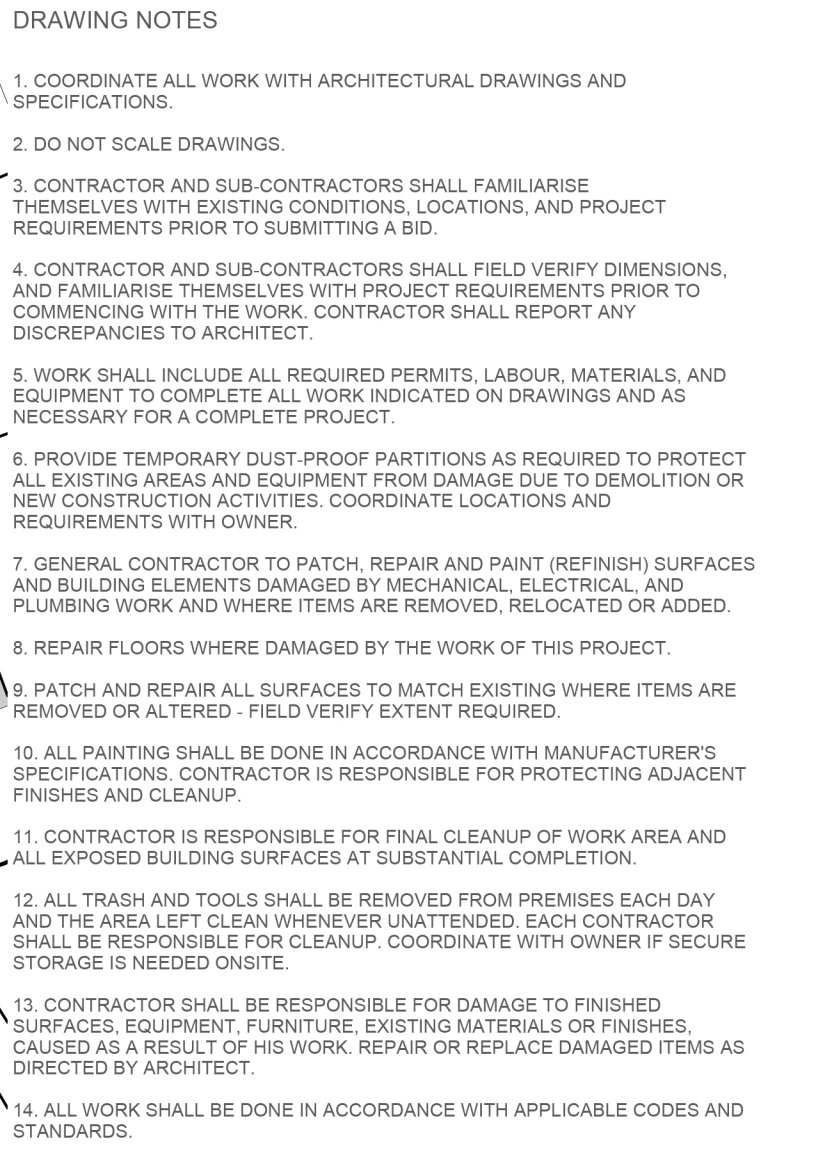 DRAWING NOTES
1. COORDINATE ALL WORK WITH ARCHITECTURAL DRAWINGS AND
SPECIFICATIONS.
2. DO NOT SCALE DRAWINGS.
3. CONTRACTOR AND SUB-CONTRACTORS SHALL FAMILIARISE
THEMSELVES WITH EXISTING CONDITIONS, LOCATIONS, AND PROJECT
REQUIREMENTS PRIOR TO SUBMITTING A BID.
4. CONTRACTOR AND SUB-CONTRACTORS SHALL FIELD VERIFY DIMENSIONS,
AND FAMILIARISE THEMSELVES WITH PROJECT REQUIREMENTS PRIOR TO
COMMENCING WITH THE WORK. CONTRACTOR SHALL REPORT ANY
DISCREPANCIES TO ARCHITECT.
5. WORK SHALL INCLUDE ALL REQUIRED PERMITS, LABOUR, MATERIALS, AND
EQUIPMENT TO COMPLETE ALL WORK INDICATED ON DRAWINGS AND AS
NECESSARY FOR A COMPLETE PROJECT.
6. PROVIDE TEMPORARY DUST-PROOF PARTITIONS AS REQUIRED TO PROTECT
ALL EXISTING AREAS AND EQUIPMENT FROM DAMAGE DUE TO DEMOLITION OR
NEW CONSTRUCTION ACTIVITIES. COORDINATE LOCATIONS AND
REQUIREMENTS WITH OWNER.
7. GENERAL CONTRACTOR TO PATCH, REPAIR AND PAINT (REFINISH) SURFACES
AND BUILDING ELEMENTS DAMAGED BY MECHANICAL, ELECTRICAL, AND
PLUMBING WORK AND WHERE ITEMS ARE REMOVED, RELOCATED OR ADDED.
8. REPAIR FLOORS WHERE DAMAGED BY THE WORK OF THIS PROJECT.
9. PATCH AND REPAIR ALL SURFACES TO MATCH EXISTING WHERE ITEMS ARE
REMOVED OR ALTERED - FIELD VERIFY EXTENT REQUIRED.
10. ALL PAINTING SHALL BE DONE IN ACCORDANCE WITH MANUFACTURER'S
SPECIFICATIONS. CONTRACTOR IS RESPONSIBLE FOR PROTECTING ADJACENT
FINISHES AND CLEANUP.
11. CONTRACTOR IS RESPONSIBLE FOR FINAL CLEANUP OF WORK AREA AND
ALL EXPOSED BUILDING SURFACES AT SUBSTANTIAL COMPLETION.
12. ALL TRASH AND TOOLS SHALL BE REMOVED FROM PREMISES EACH DAY
AND THE AREA LEFT CLEAN WHENEVER UNATTENDED. EACH CONTRACTOR
SHALL BE RESPONSIBLE FOR CLEANUP. COORDINATE WITH OWNER IF SECURE
STORAGE IS NEEDED ONSITE.
13. CONTRACTOR SHALL BE RESPONSIBLE FOR DAMAGE TO FINISHED
SURFACES, EQUIPMENT, FURNITURE, EXISTING MATERIALS OR FINISHES,
CAUSED AS A RESULT OF HIS WORK. REPAIR OR REPLACE DAMAGED ITEMS AS
DIRECTED BY ARCHITECT.
14. ALL WORK SHALL BE DONE IN ACCORDANCE WITH APPLICABLE CODES AND
STANDARDS.